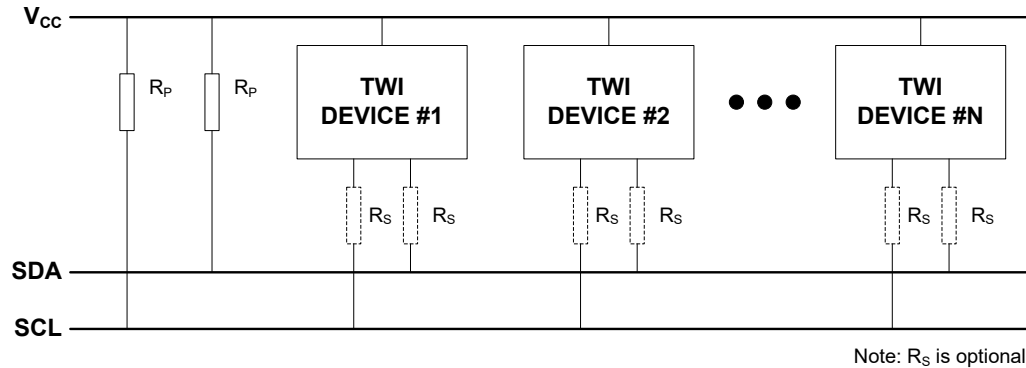 VCC
RP
RP
TWI
DEVICE #1
TWI
DEVICE #2
TWI
DEVICE #N
RS
RS
RS
RS
RS
RS
SDA
SCL
Note: RS is optional